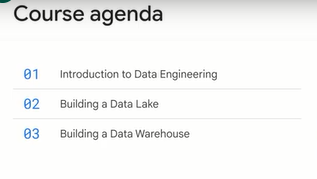 Course agenda
01 Introduction to Data Engineering
02 Building a Data Lake
03 Building a Data Warehouse